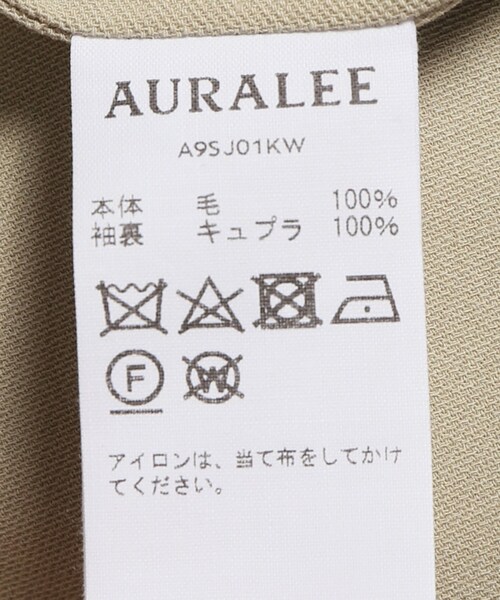 AURALEE
A9SJ01KW
本体 毛 100%
袖裏 キュプラ 100%
F W
アイロンは、当て布をしてかけ
てください。